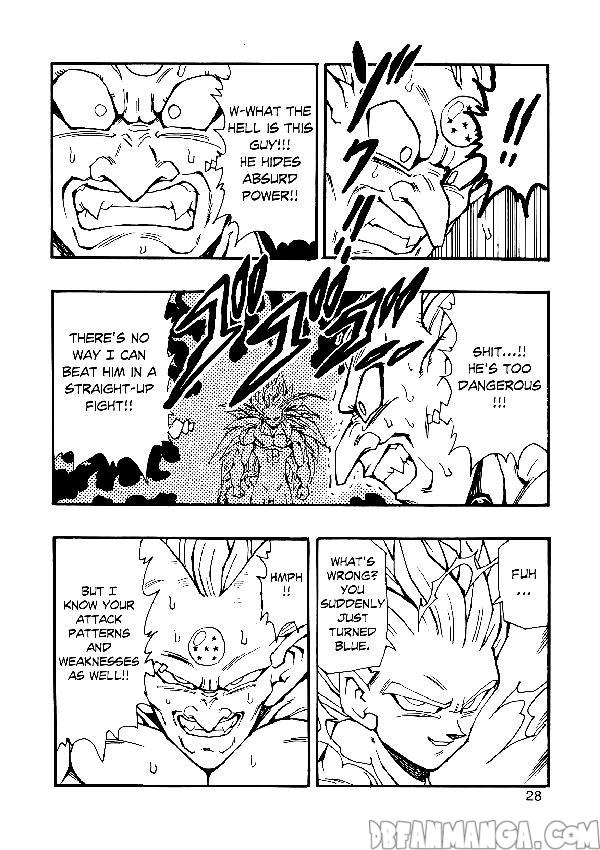 W-WHAT THE
HELL IS THIS
GUY!!!
HE HIDES
ABSURD
POWER!!
SHIT...!!
HE'S TOO
DANGEROUS
!!!
THERE'S NO
WAY I CAN
BEAT HIM IN A
STRAIGHT-UP
FIGHT!!
FUH
...
WHAT'S
WRONG?
YOU
SUDDENLY
JUST
TURNED
BLUE.
HMPH
!!
BUT I
KNOW YOUR
ATTACK
PATTERNS
AND
WEAKNESSES
AS WELL!!
28
DBFANMANGA.COM